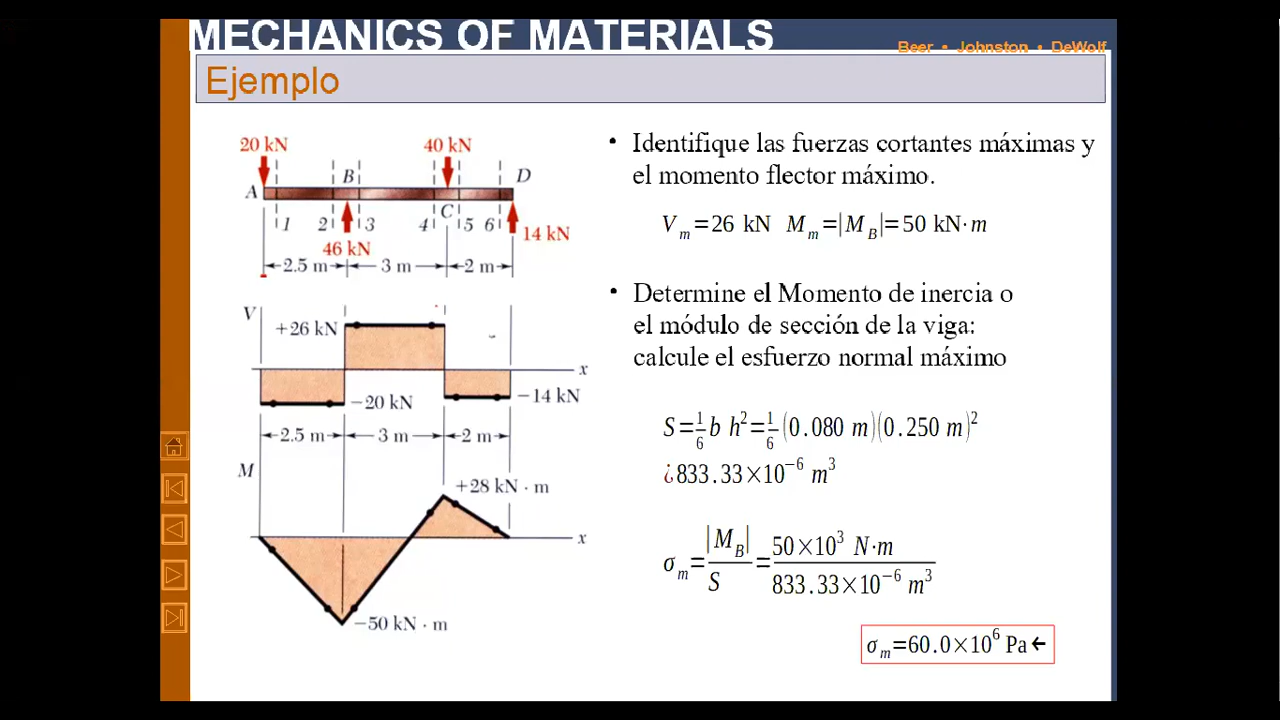 MECHANICS OF MATERIALS
Beer • Johnston • DeWolf
Ejemplo
20 kN
40 kN
A
B
D
C
1
2
3
4
5
6
46 kN
14 kN
2.5 m
3 m
2 m
V
+26 kN
x
−20 kN
−14 kN
2.5 m
3 m
2 m
M
+28 kN · m
x
−50 kN · m
• Identifique las fuerzas cortantes máximas y
el momento flector máximo.
V_m=26 kN M_m=|M_B|=50 kN·m
• Determine el Momento de inercia o
el módulo de sección de la viga:
calcule el esfuerzo normal máximo
S=1/6 b h²=1/6 (0.080 m)(0.250 m)²
¿833.33×10⁻⁶ m³
σ_m=|M_B|/S=50×10³ N·m/833.33×10⁻⁶ m³
σ_m=60.0×10⁶ Pa←